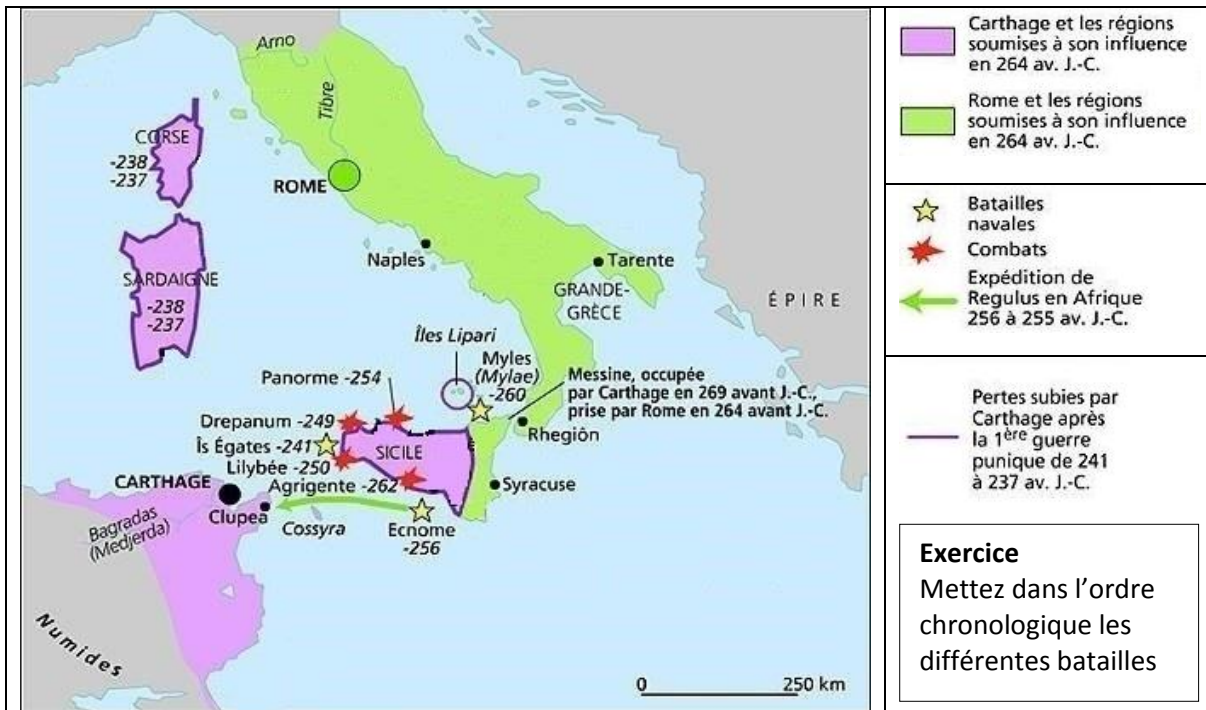 Arno
Tibre
CORSE
-238
-237
ROME
Naples
Tarente
SARDAIGNE
-238
-237
GRANDE-
GRÈCE
ÉPIRE
Îles Lipari
Myles
(Mylae)
-260
Messine, occupée
par Carthage en 269 avant J.-C.,
prise par Rome en 264 avant J.-C.
Panorme -254
Drepanum -249
Rhegiôn
Îs Égates -241
SICILE
Lilybée -250
CARTHAGE
Agrigente -262
Syracuse
Clupea
Bagradas
(Medjerda)
Cossyra
Ecnome
-256
Numides
0 250 km
Carthage et les régions
soumises à son influence
en 264 av. J.-C.
Rome et les régions
soumises à son influence
en 264 av. J.-C.
Batailles
navales
Combats
Expédition de
Regulus en Afrique
256 à 255 av. J.-C.
Pertes subies par
Carthage après
la 1ère guerre
punique de 241
à 237 av. J.-C.
Exercice
Mettez dans l’ordre
chronologique les
différentes batailles